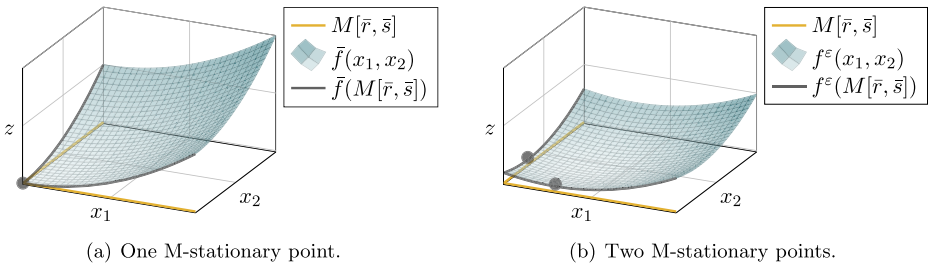 M[r̄, s̄]
f̄(x₁, x₂)
f̄(M[r̄, s̄])
z
x₁
x₂
(a) One M-stationary point.
M[r̄, s̄]
f^ε(x₁, x₂)
f^ε(M[r̄, s̄])
z
x₁
x₂
(b) Two M-stationary points.